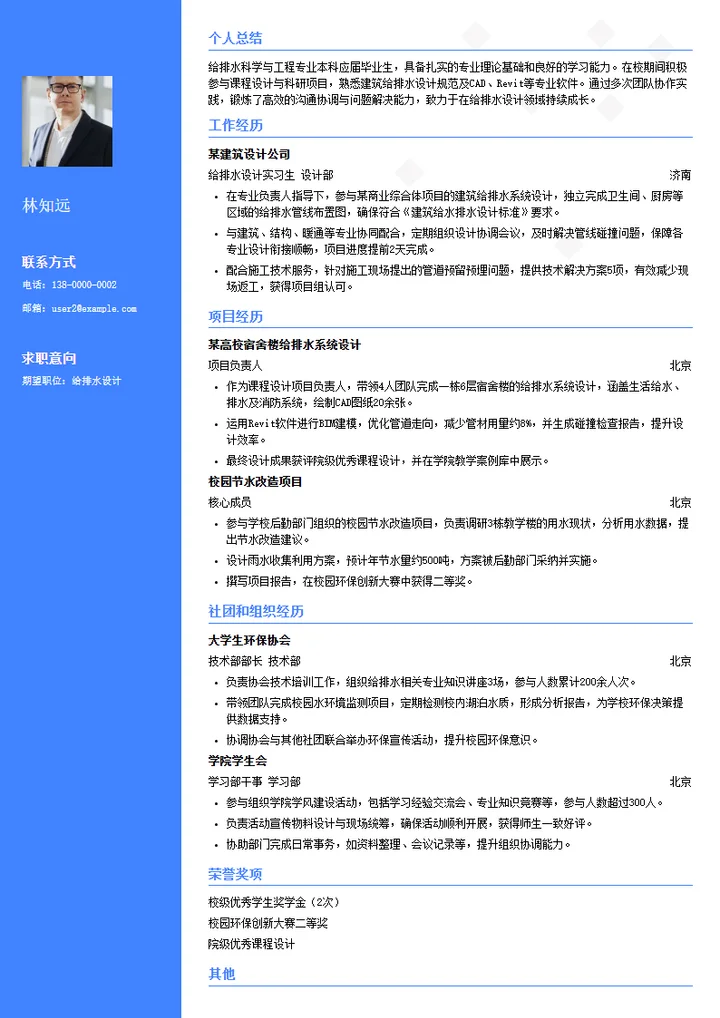 林知远
联系方式
电话：138-0000-0002
邮箱：user2@example.com
求职意向
期望职位：给排水设计
个人总结
给排水科学与工程专业本科应届毕业生，具备扎实的专业理论基础和良好的学习能力。在校期间积极
参与课程设计与科研项目，熟悉建筑给排水设计规范及CAD、Revit等专业软件。通过多次团队协作实
践，锻炼了高效的沟通协调与问题解决能力，致力于在给排水设计领域持续成长。
工作经历
某建筑设计公司
给排水设计实习生 设计部 济南
• 在专业负责人指导下，参与某商业综合体项目的建筑给排水系统设计，独立完成卫生间、厨房等
区域的给排水管线布置图，确保符合《建筑给水排水设计标准》要求。
• 与建筑、结构、暖通等专业协同配合，定期组织设计协调会议，及时解决管线碰撞问题，保障各
专业设计衔接顺畅，项目进度提前2天完成。
• 配合施工技术服务，针对施工现场提出的管道预留预埋问题，提供技术解决方案5项，有效减少现
场返工，获得项目组认可。
项目经历
某高校宿舍楼给排水系统设计
项目负责人 北京
• 作为课程设计项目负责人，带领4人团队完成一栋6层宿舍楼的给排水系统设计，涵盖生活给水、
排水及消防系统，绘制CAD图纸20余张。
• 运用Revit软件进行BIM建模，优化管道走向，减少管材用量约8%，并生成碰撞检查报告，提升设
计效率。
• 最终设计成果获评院级优秀课程设计，并在学院教学案例库中展示。
校园节水改造项目
核心成员 北京
• 参与学校后勤部门组织的校园节水改造项目，负责调研3栋教学楼的用水现状，分析用水数据，提
出节水改造建议。
• 设计雨水收集利用方案，预计年节水量约500吨，方案被后勤部门采纳并实施。
• 撰写项目报告，在校园环保创新大赛中获得二等奖。
社团和组织经历
大学生环保协会
技术部部长 技术部 北京
• 负责协会技术培训工作，组织给排水相关专业知识讲座3场，参与人数累计200余人次。
• 带领团队完成校园水环境监测项目，定期检测校内湖泊水质，形成分析报告，为学校环保决策提
供数据支持。
• 协调协会与其他社团联合举办环保宣传活动，提升校园环保意识。
学院学生会
学习部干事 学习部 北京
• 参与组织学院学风建设活动，包括学习经验交流会、专业知识竞赛等，参与人数超过300人。
• 负责活动宣传物料设计与现场统筹，确保活动顺利开展，获得师生一致好评。
• 协助部门完成日常事务，如资料整理、会议记录等，提升组织协调能力。
荣誉奖项
校级优秀学生奖学金（2次）
校园环保创新大赛二等奖
院级优秀课程设计
其他